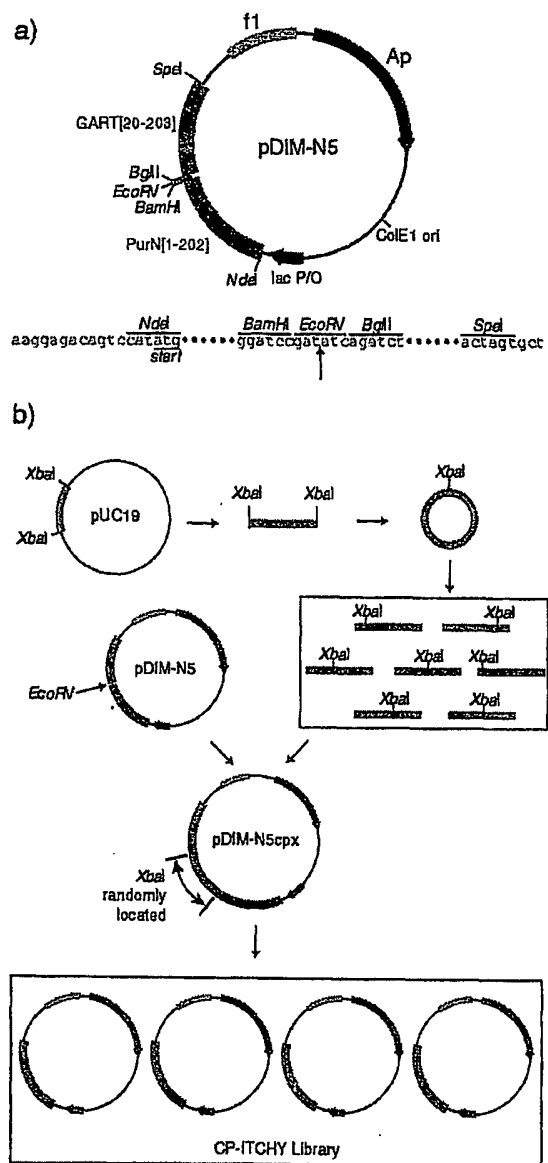 a)
f1
Ap
SpeI
GART[20-203]
pDIM-N5
BglII
EcoRV
BamHI
PurN[1-202]
NdeI
lac P/O
ColE1 ori
NdeI BamHI EcoRV BglII SpeI
aaggagacagtccatatg ggatccgatatcagatct actagtgct
start
b)
XbaI
XbaI
pUC19
XbaI XbaI
XbaI
XbaI XbaI
XbaI XbaI XbaI
XbaI XbaI
pDIM-N5
EcoRV
pDIM-N5cpx
XbaI
randomly
located
CP-ITCHY Library